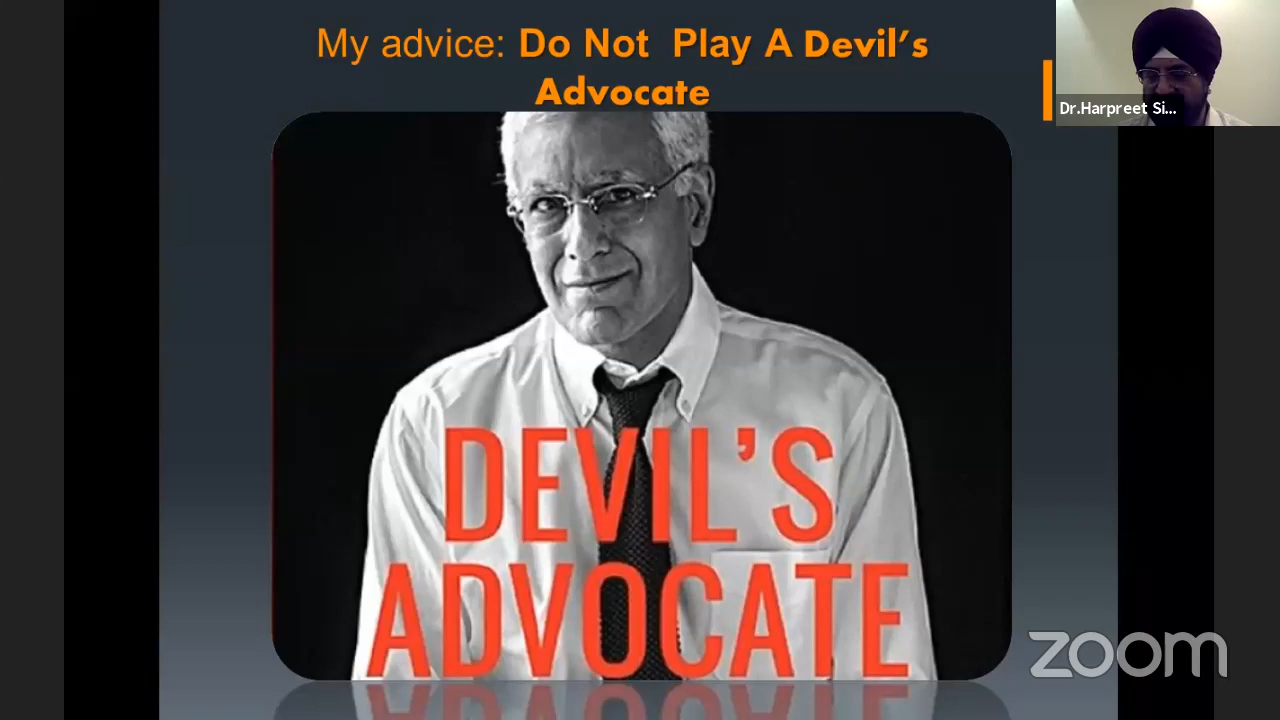 My advice: Do Not  Play A Devil’s
Advocate
Dr.Harpreet Si...
DEVIL’S
ADVOCATE
zoom